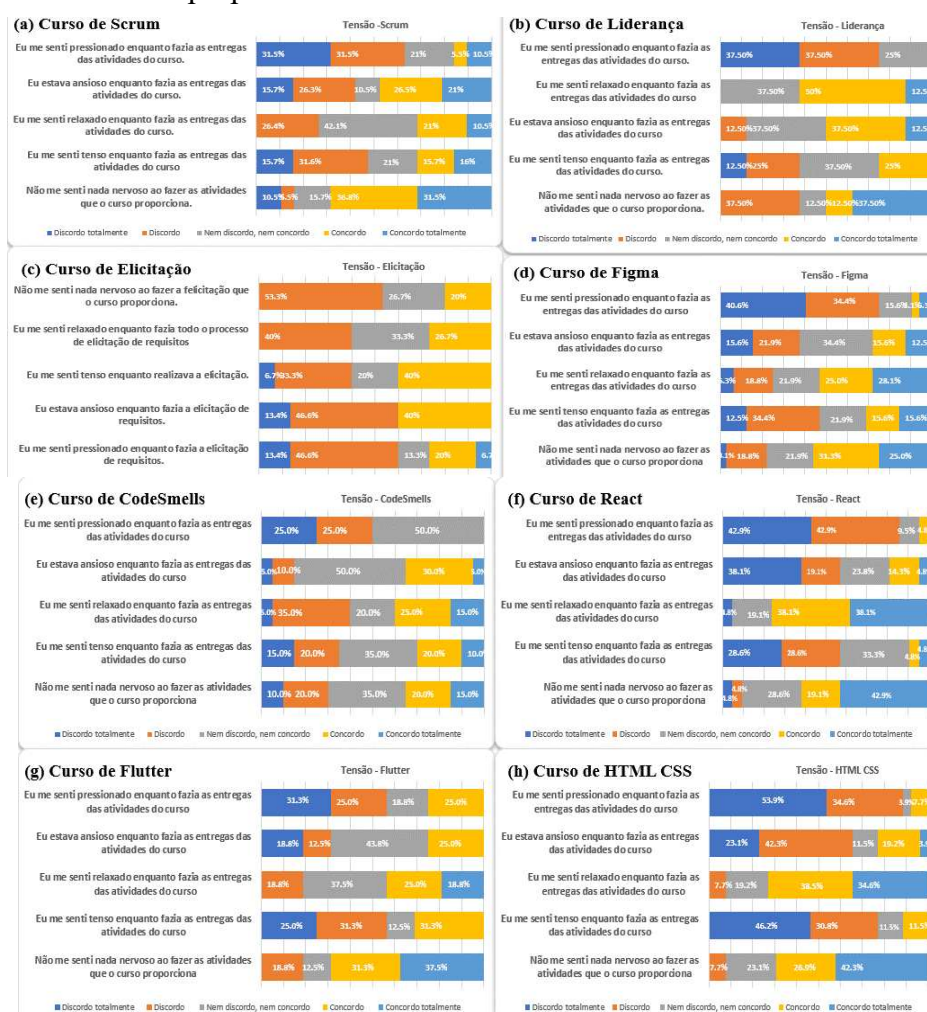 (a) Curso de Scrum
Tensão -Scrum
Eu me senti pressionado enquanto fazia as entregas
das atividades do curso.
31.5% 31.5% 21% 5.5% 10.5%
Eu estava ansioso enquanto fazia as entregas das
atividades do curso.
15.7% 26.3% 10.5% 26.5% 21%
Eu me senti relaxado enquanto fazia as entregas das
atividades do curso.
26.4% 42.1% 21% 10.5%
Eu me senti tenso enquanto fazia as entregas das
atividades do curso.
15.7% 31.6% 21% 15.7% 16%
Não me senti nada nervoso ao fazer as atividades
que o curso proporciona.
10.5% 5.5% 15.7% 36.8% 31.5%
Discordo totalmente Discordo Nem discordo, nem concordo Concordo Concordo totalmente
(b) Curso de Liderança
Tensão - Liderança
Eu me senti pressionado enquanto fazia as
entregas das atividades do curso.
37.50% 37.50% 25%
Eu me senti relaxado enquanto fazia as
entregas das atividades do curso
37.50% 50% 12.5
Eu estava ansioso enquanto fazia as entregas
das atividades do curso.
12.50% 37.50% 37.50% 12.5
Eu me senti tenso enquanto fazia as entregas
das atividades do curso.
12.50% 25% 37.50% 25%
Não me senti nada nervoso ao fazer as
atividades que o curso proporciona.
37.50% 12.50% 12.50% 37.50%
Discordo totalmente Discordo Nem discordo, nem concordo Concordo Concordo totalmente
(c) Curso de Elicitação
Tensão - Elicitação
Não me senti nada nervoso ao fazer a felicitação que
o curso proporciona.
53.3% 26.7% 20%
Eu me senti relaxado enquanto fazia todo o processo
de elicitação de requisitos
40% 33.3% 26.7%
Eu me senti tenso enquanto realizava a elicitação.
6.7% 33.3% 20% 40%
Eu estava ansioso enquanto fazia a elicitação de
requisitos.
13.4% 46.6% 40%
Eu me senti pressionado enquanto fazia a elicitação
de requisitos.
13.4% 46.6% 13.3% 20% 6.7
(d) Curso de Figma
Tensão - Figma
Eu me senti pressionado enquanto fazia as
entregas das atividades do curso
40.6% 34.4% 15.6%
Eu estava ansioso enquanto fazia as entregas
das atividades do curso
15.6% 21.9% 34.4% 15.6% 12.5
Eu me senti relaxado enquanto fazia as
entregas das atividades do curso
18.8% 21.9% 25.0% 28.1%
Eu me senti tenso enquanto fazia as entregas
das atividades do curso
12.5% 34.4% 21.9% 15.6% 15.6%
Não me senti nada nervoso ao fazer as
atividades que o curso proporciona
18.8% 21.9% 31.3% 25.0%
(e) Curso de CodeSmells
Tensão - CodeSmells
Eu me senti pressionado enquanto fazia as entregas
das atividades do curso
25.0% 25.0% 50.0%
Eu estava ansioso enquanto fazia as entregas das
atividades do curso
5.0% 10.0% 50.0% 30.0% 5.0%
Eu me senti relaxado enquanto fazia as entregas
das atividades do curso
5.0% 35.0% 20.0% 25.0% 15.0%
Eu me senti tenso enquanto fazia as entregas das
atividades do curso
15.0% 20.0% 35.0% 20.0% 10.0
Não me senti nada nervoso ao fazer as atividades
que o curso proporciona
10.0% 20.0% 35.0% 20.0% 15.0%
Discordo totalmente Discordo Nem discordo, nem concordo Concordo Concordo totalmente
(f) Curso de React
Tensão - React
Eu me senti pressionado enquanto fazia as
entregas das atividades do curso
42.9% 42.9% 9.5%
Eu estava ansioso enquanto fazia as entregas
das atividades do curso
38.1% 19.1% 23.8% 14.3% 4.8
Eu me senti relaxado enquanto fazia as entregas
das atividades do curso
4.8% 19.1% 38.1% 38.1%
Eu me senti tenso enquanto fazia as entregas
das atividades do curso
28.6% 28.6% 33.3% 4.8% 4.8
Não me senti nada nervoso ao fazer as
atividades que o curso proporciona
4.8% 4.8% 28.6% 19.1% 42.9%
Discordo totalmente Discordo Nem discordo, nem concordo Concordo Concordo totalmente
(g) Curso de Flutter
Tensão - Flutter
Eu me senti pressionado enquanto fazia as entregas
das atividades do curso
31.3% 25.0% 18.8% 25.0%
Eu estava ansioso enquanto fazia as entregas das
atividades do curso
18.8% 12.5% 43.8% 25.0%
Eu me senti relaxado enquanto fazia as entregas
das atividades do curso
18.8% 37.5% 25.0% 18.8%
Eu me senti tenso enquanto fazia as entregas das
atividades do curso
25.0% 31.3% 12.5% 31.3%
Não me senti nada nervoso ao fazer as atividades
que o curso proporciona
18.8% 12.5% 31.3% 37.5%
Discordo totalmente Discordo Nem discordo, nem concordo Concordo Concordo totalmente
(h) Curso de HTML CSS
Tensão - HTML CSS
Eu me senti pressionado enquanto fazia as
entregas das atividades do curso
53.9% 34.6% 3.9% 7.7%
Eu estava ansioso enquanto fazia as entregas
das atividades do curso
23.1% 42.3% 11.5% 19.2% 3.9
Eu me senti relaxado enquanto fazia as
entregas das atividades do curso
7.7% 19.2% 38.5% 34.6%
Eu me senti tenso enquanto fazia as entregas
das atividades do curso
46.2% 30.8% 11.5% 11.5%
Não me senti nada nervoso ao fazer as
atividades que o curso proporciona
7.7% 23.1% 26.9% 42.3%
Discordo totalmente Discordo Nem discordo, nem concordo Concordo Concordo totalmente